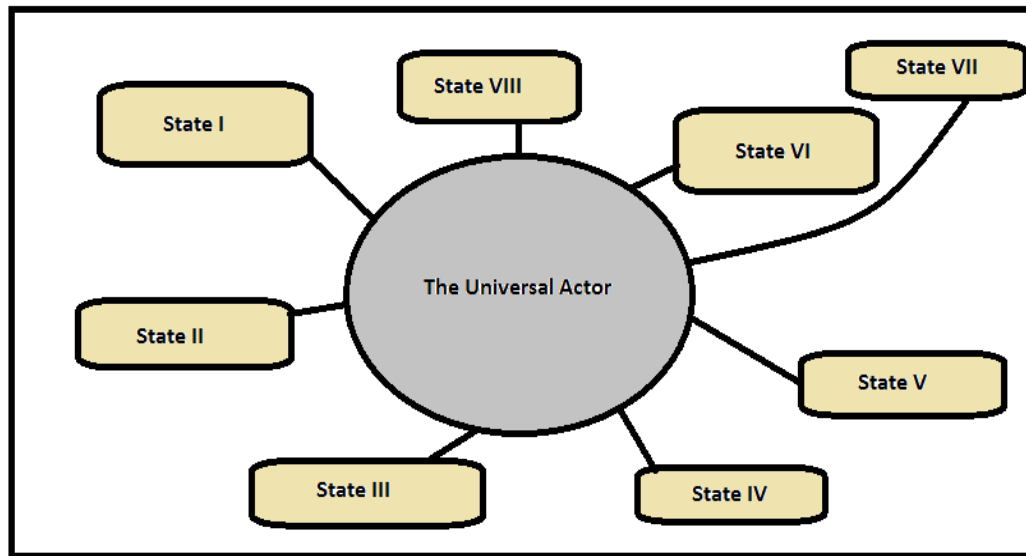 State VIII
State VII
State I
State VI
The Universal Actor
State II
State V
State III
State IV